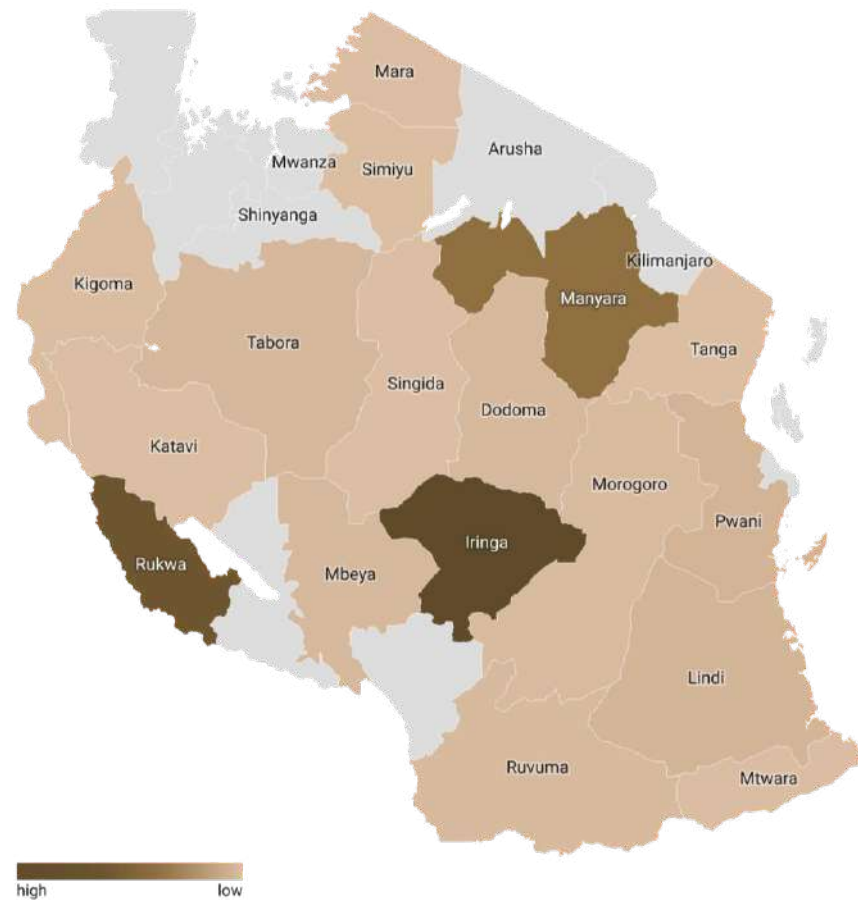 Mara
Arusha
Mwanza
Simiyu
Shinyanga
Kilimanjaro
Kigoma
Manyara
Tabora
Tanga
Singida
Dodoma
Katavi
Morogoro
Pwani
Iringa
Rukwa
Mbeya
Lindi
Ruvuma
Mtwara
high low